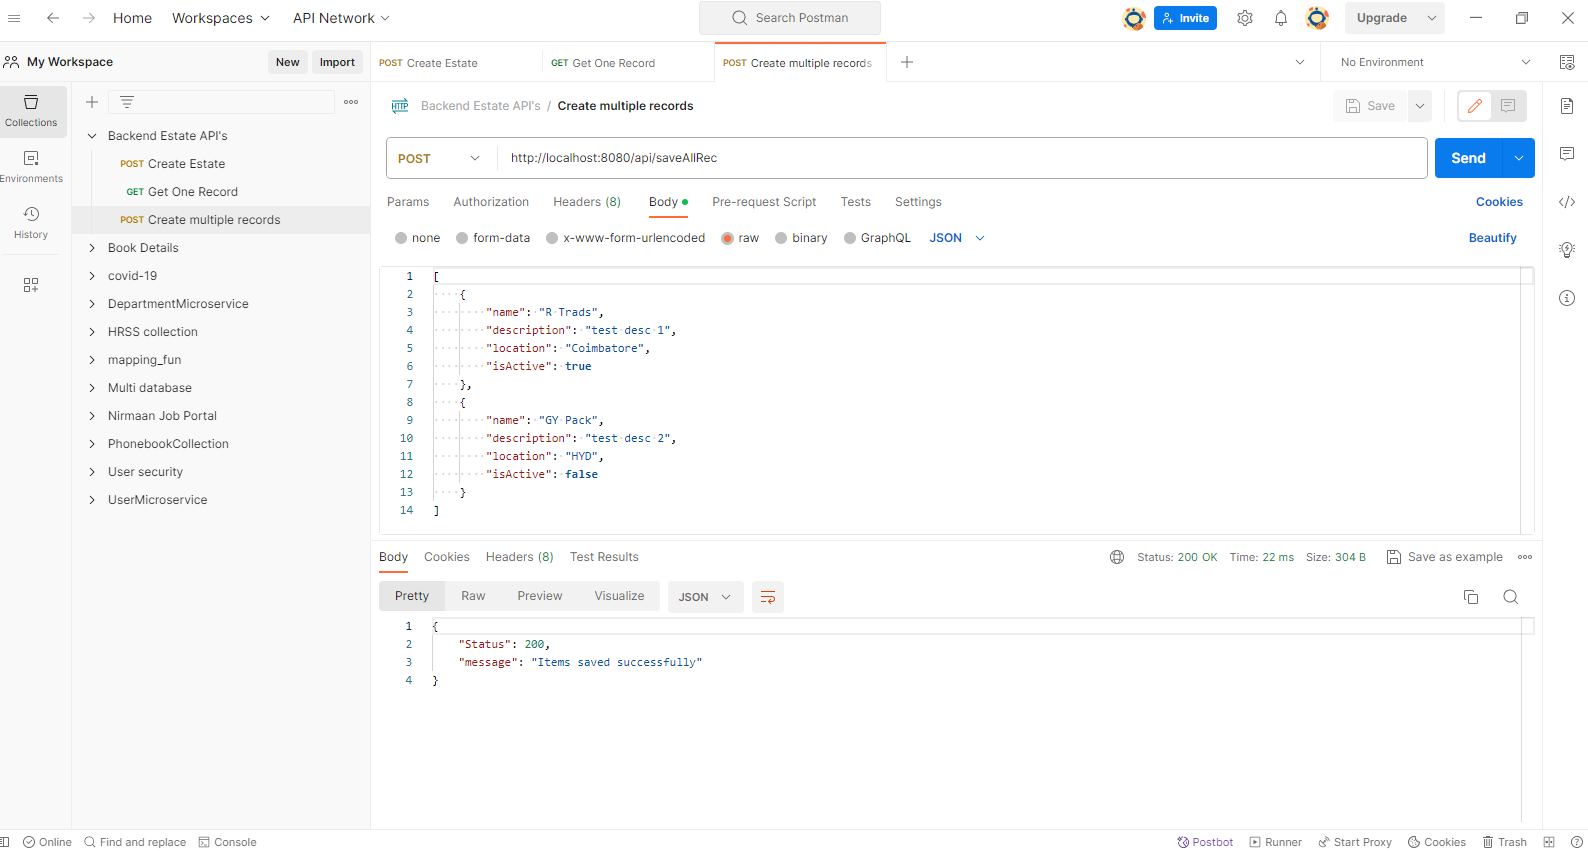 Home Workspaces API Network Search Postman Invite Upgrade
My Workspace New Import POST Create Estate GET Get One Record POST Create multiple records No Environment
Collections
Environments
History
Backend Estate API's
POST Create Estate
GET Get One Record
POST Create multiple records
Book Details
covid-19
DepartmentMicroservice
HRSS collection
mapping_fun
Multi database
Nirmaan Job Portal
PhonebookCollection
User security
UserMicroservice
HTTP Backend Estate API's / Create multiple records Save
POST http://localhost:8080/api/saveAllRec Send
Params Authorization Headers (8) Body Pre-request Script Tests Settings Cookies
none form-data x-www-form-urlencoded raw binary GraphQL JSON Beautify
1 [
2 {
3 "name": "R Trads",
4 "description": "test desc 1",
5 "location": "Coimbatore",
6 "isActive": true
7 },
8 {
9 "name": "GY Pack",
10 "description": "test desc 2",
11 "location": "HYD",
12 "isActive": false
13 }
14 ]
Body Cookies Headers (8) Test Results Status: 200 OK Time: 22 ms Size: 304 B Save as example
Pretty Raw Preview Visualize JSON
1 {
2 "Status": 200,
3 "message": "Items saved successfully"
4 }
Online Find and replace Console Postbot Runner Start Proxy Cookies Trash